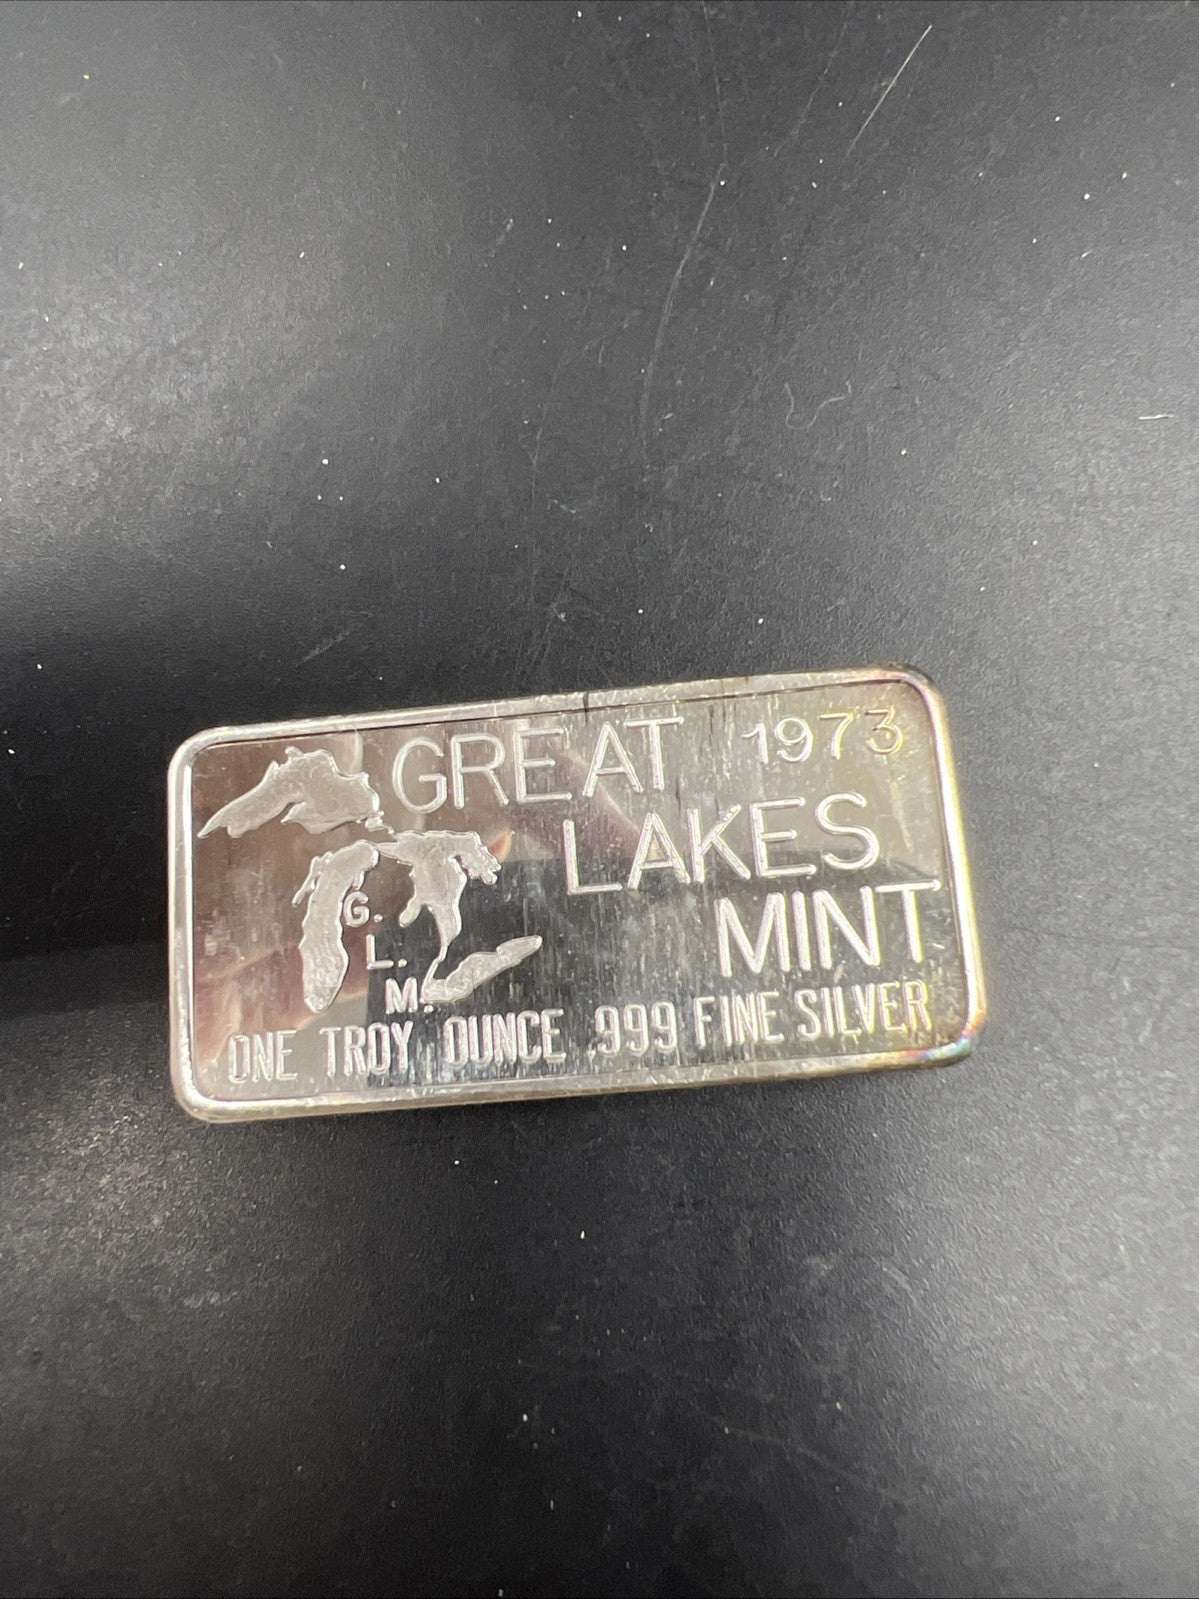 GREAT 1973
LAKES
MINT
G.
L.
M.
ONE TROY OUNCE .999 FINE SILVER